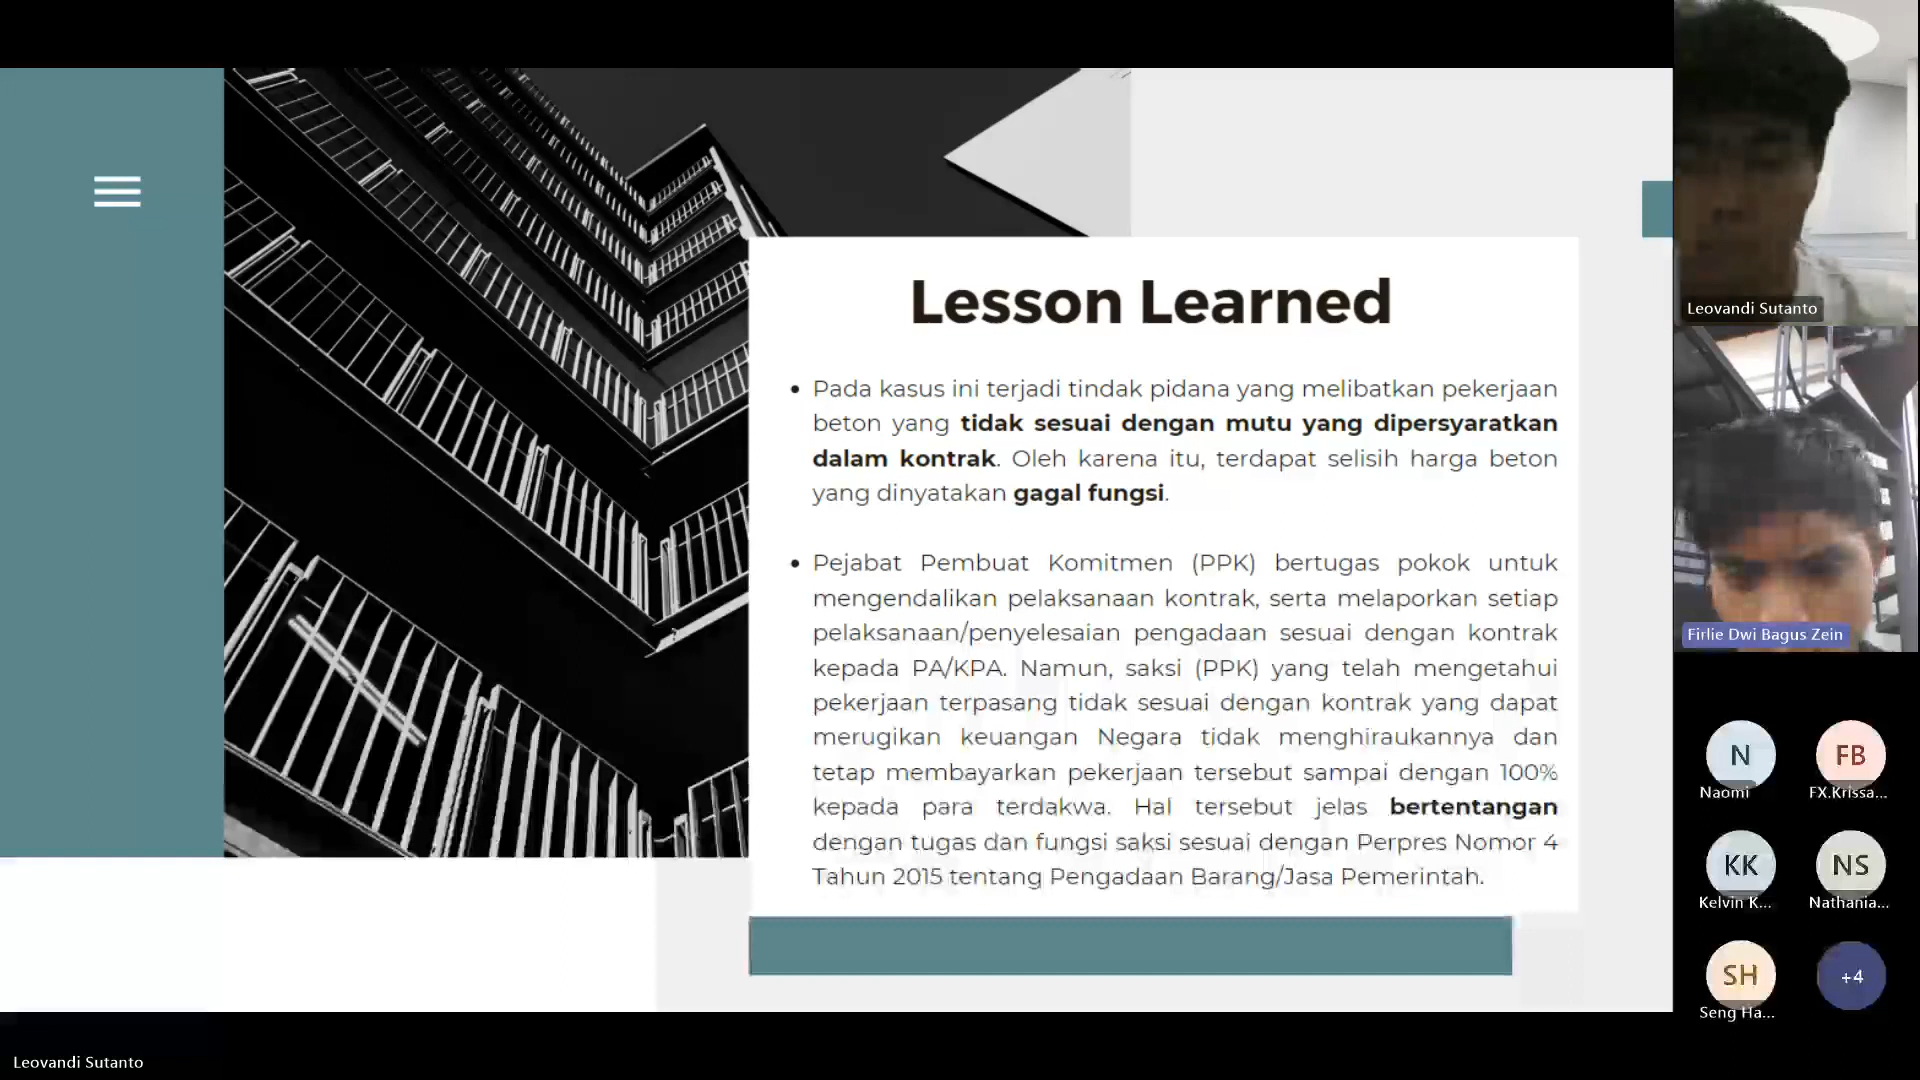 Lesson Learned
• Pada kasus ini terjadi tindak pidana yang melibatkan pekerjaan
beton yang tidak sesuai dengan mutu yang dipersyaratkan
dalam kontrak. Oleh karena itu, terdapat selisih harga beton
yang dinyatakan gagal fungsi.
• Pejabat Pembuat Komitmen (PPK) bertugas pokok untuk
mengendalikan pelaksanaan kontrak, serta melaporkan setiap
pelaksanaan/penyelesaian pengadaan sesuai dengan kontrak
kepada PA/KPA. Namun, saksi (PPK) yang telah mengetahui
pekerjaan terpasang tidak sesuai dengan kontrak yang dapat
merugikan keuangan Negara tidak menghiraukannya dan
tetap membayarkan pekerjaan tersebut sampai dengan 100%
kepada para terdakwa. Hal tersebut jelas bertentangan
dengan tugas dan fungsi saksi sesuai dengan Perpres Nomor 4
Tahun 2015 tentang Pengadaan Barang/Jasa Pemerintah.
Leovandi Sutanto
Firlie Dwi Bagus Zein
N
Naomi
FB
FX.Krissa...
KK
Kelvin K...
NS
Nathania...
SH
Seng Ha...
+4
Leovandi Sutanto